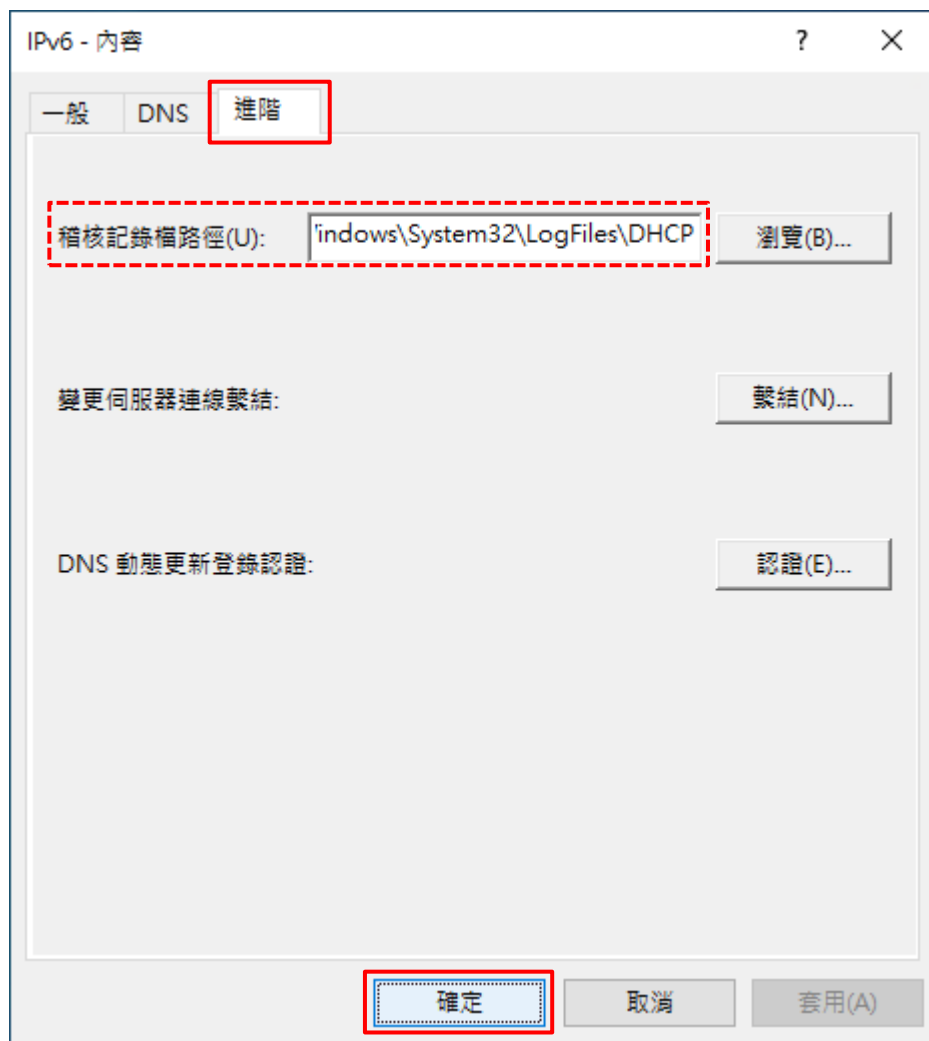 IPv6 - 內容
?
一般 DNS 進階
稽核記錄檔路徑(U): indows\System32\LogFiles\DHCP 瀏覽(B)...
變更伺服器連線繫結: 繫結(N)...
DNS 動態更新登錄認證: 認證(E)...
確定 取消 套用(A)